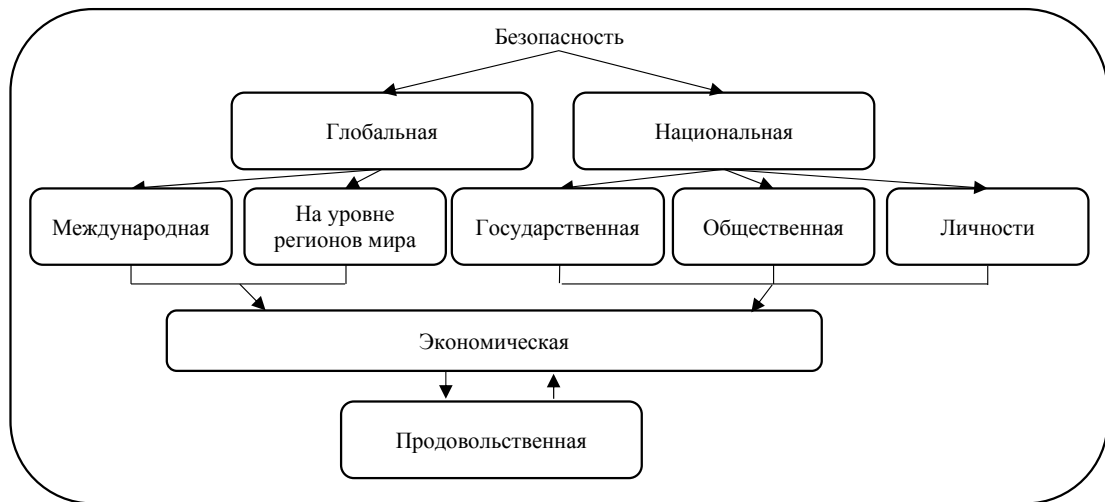 Безопасность
Глобальная
Национальная
Международная
На уровне
регионов мира
Государственная
Общественная
Личности
Экономическая
Продовольственная